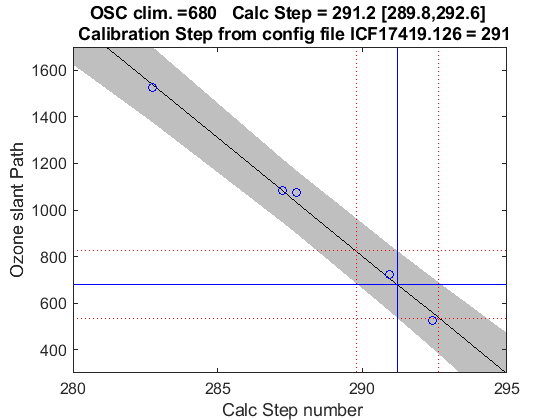 OSC clim. =680 Calc Step = 291.2 [289.8,292.6]
Calibration Step from config file ICF17419.126 = 291
1600
1400
1200
1000
800
600
400
Ozone slant Path
280 285 290 295
Calc Step number